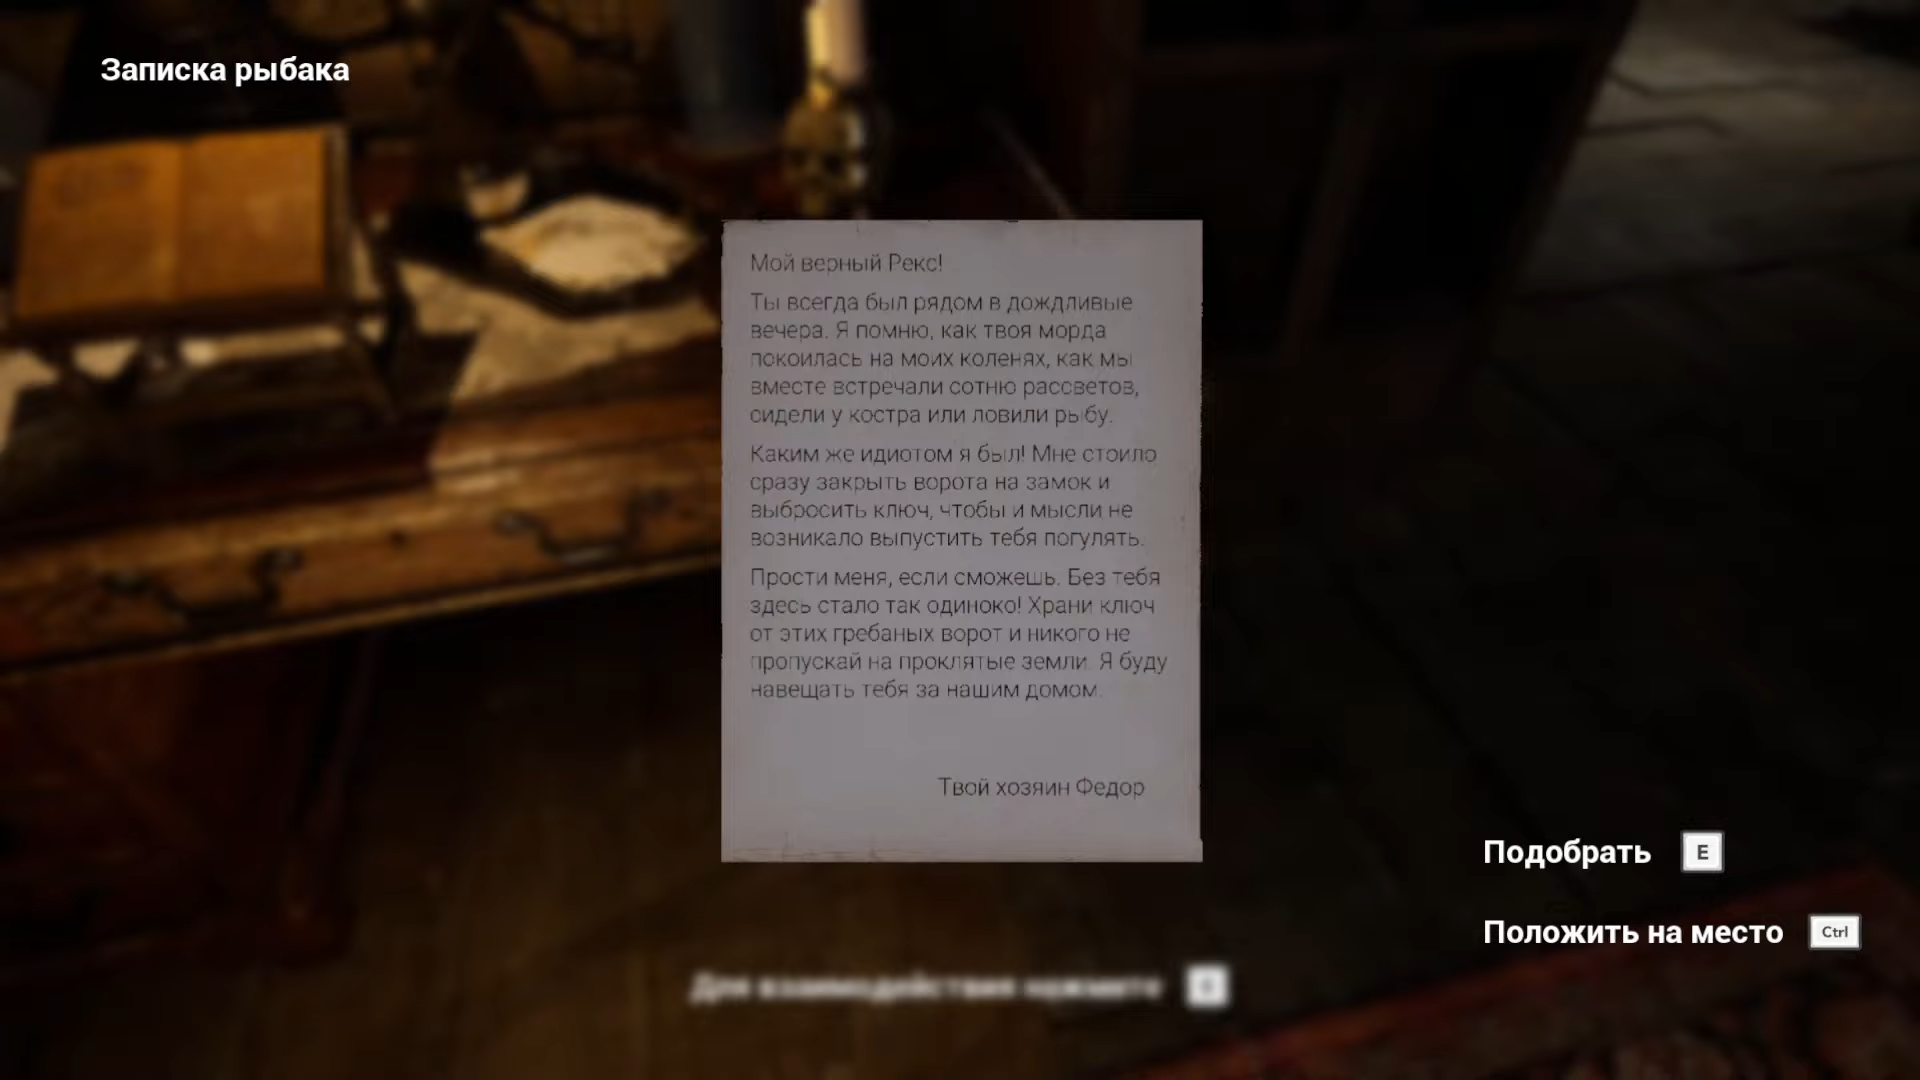 Записка рыбака
Мой верный Рекс!
Ты всегда был рядом в дождливые
вечера. Я помню, как твоя морда
покоилась на моих коленях, как мы
вместе встречали сотню рассветов,
сидели у костра или ловили рыбу.
Каким же идиотом я был! Мне стоило
сразу закрыть ворота на замок и
выбросить ключ, чтобы и мысли не
возникало выпустить тебя погулять.
Прости меня, если сможешь. Без тебя
здесь стало так одиноко! Храни ключ
от этих гребаных ворот и никого не
пропускай на проклятые земли. Я буду
навещать тебя за нашим домом.
Твой хозяин Федор
Подобрать E
Положить на место Ctrl
Для взаимодействия нажмите